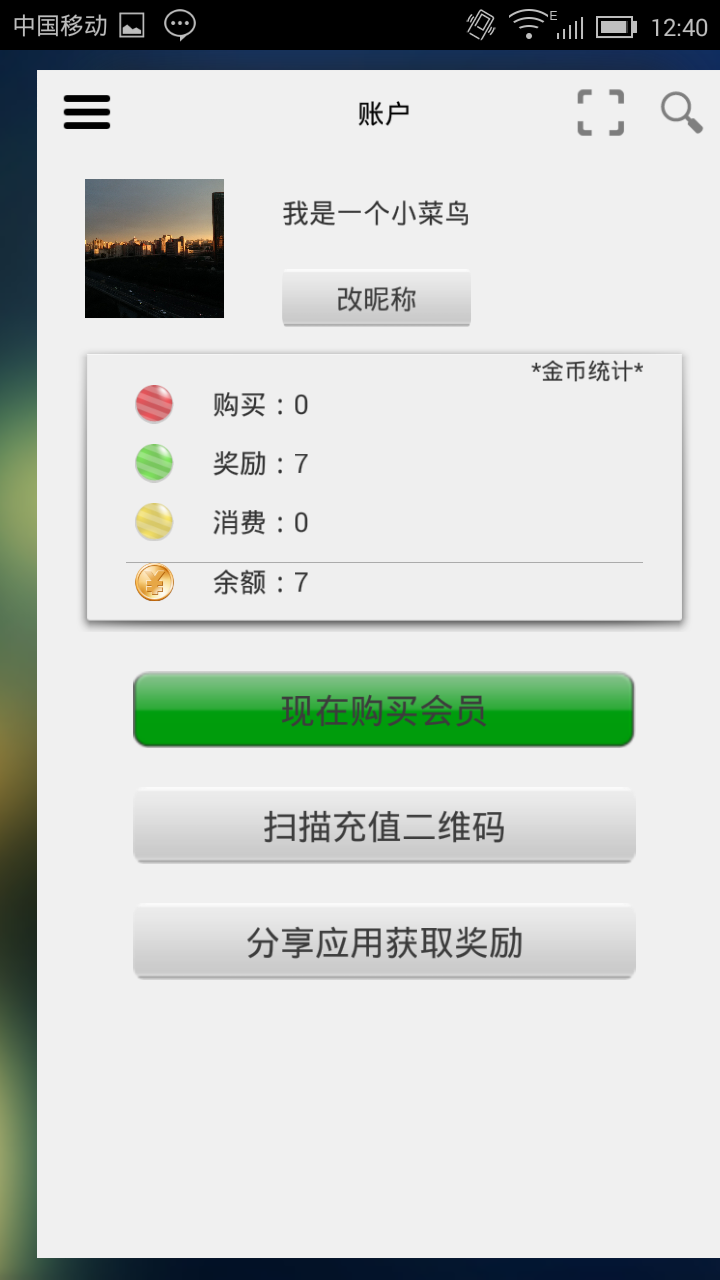 中国移动 E 12:40
账户
我是一个小菜鸟
改昵称
*金币统计*
购买：0
奖励：7
消费：0
余额：7
现在购买会员
扫描充值二维码
分享应用获取奖励